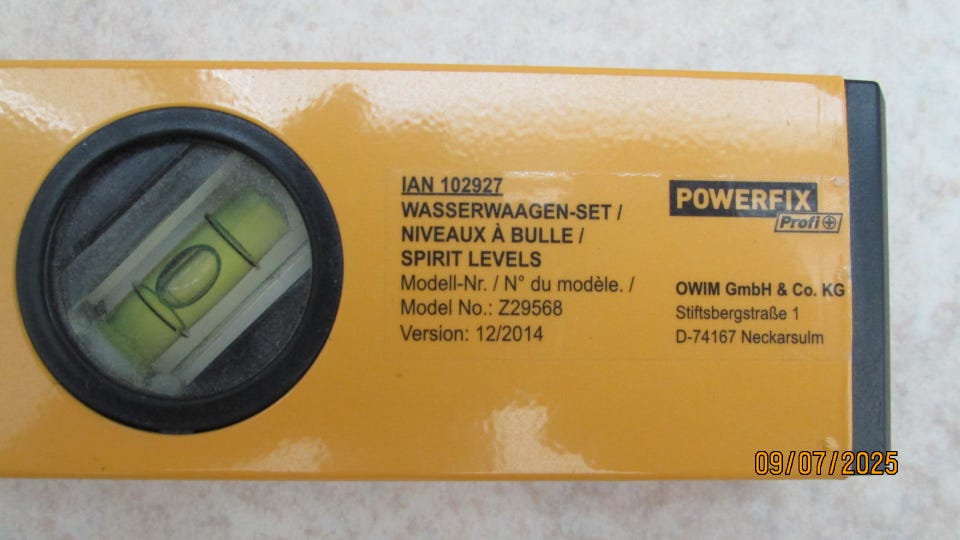 IAN 102927
WASSERWAAGEN-SET /
NIVEAUX À BULLE /
SPIRIT LEVELS
Modell-Nr. / N° du modèle. /
Model No.: Z29568
Version: 12/2014
POWERFIX
Profi+
OWIM GmbH & Co. KG
Stiftsbergstraße 1
D-74167 Neckarsulm
09/07/2025